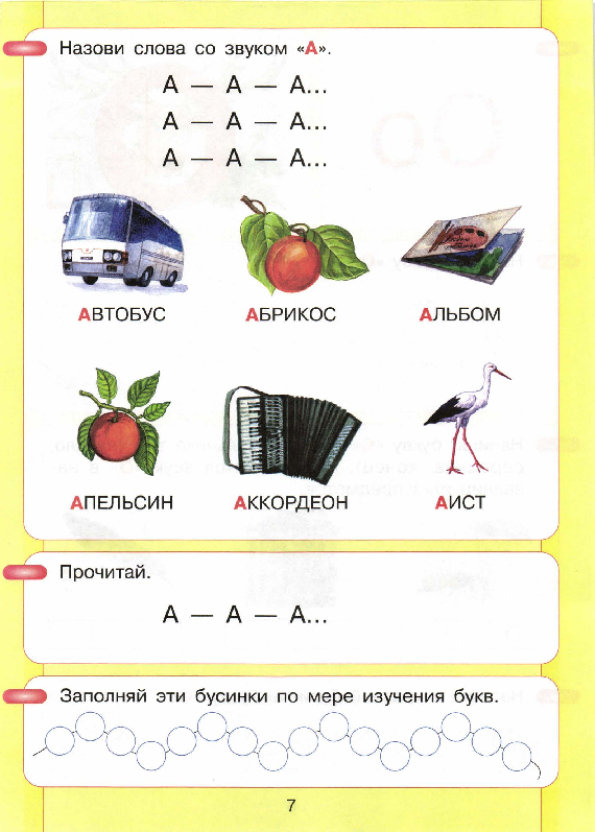 Назови слова со звуком «А».
А — А — А...
А — А — А...
А — А — А...
АВТОБУС АБРИКОС АЛЬБОМ
АПЕЛЬСИН АККОРДЕОН АИСТ
Прочитай.
А — А — А...
Заполняй эти бусинки по мере изучения букв.
7